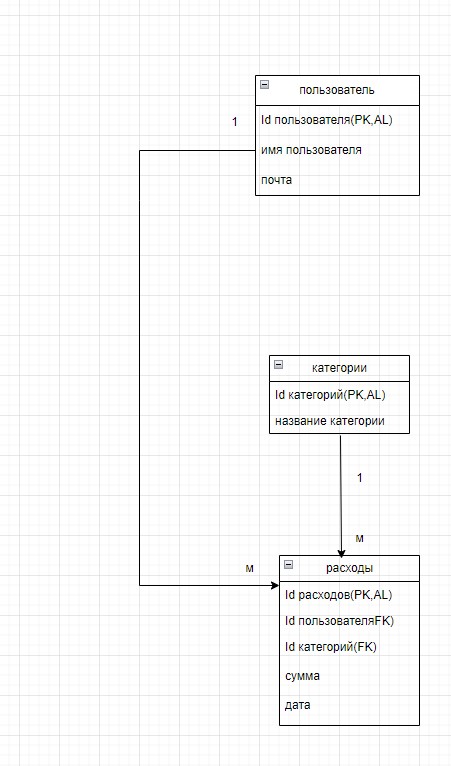 пользователь
Id пользователя(PK,AL)
1
имя пользователя
почта
категории
Id категорий(PK,AL)
название категории
1
м
расходы
м
Id расходов(PK,AL)
Id пользователяFK)
Id категорий(FK)
сумма
дата